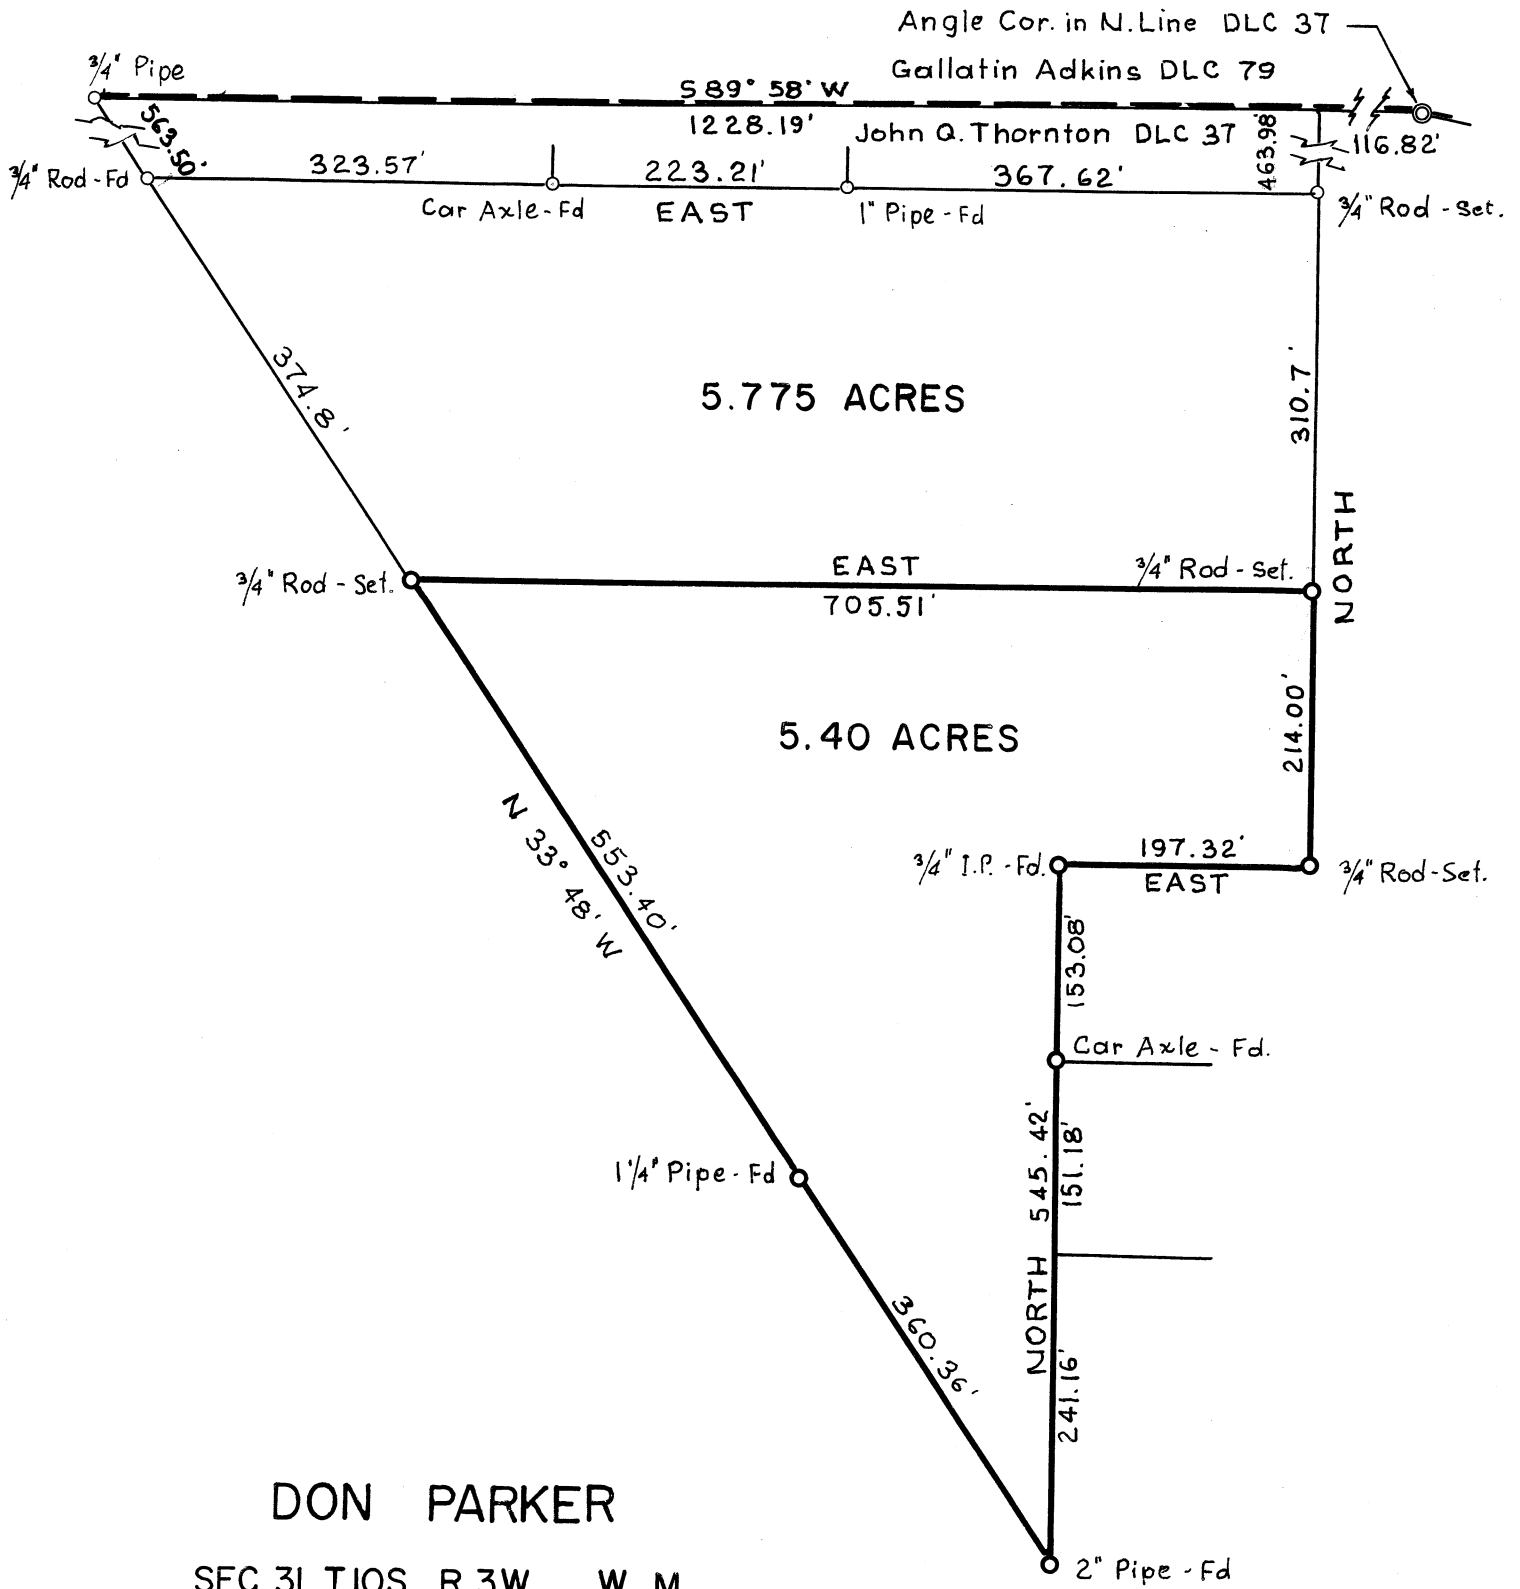 Angle Cor. in N. Line DLC 37
Gallatin Adkins DLC 79
3/4" Pipe
S 89° 58' W
1228.19'
John Q. Thornton DLC 37
463.98'
116.82'
563.50'
3/4" Rod - Fd
323.57'
223.21'
367.62'
Car Axle - Fd
EAST
1" Pipe - Fd
3/4" Rod - Set.
374.8'
5.775 ACRES
310.7'
NORTH
EAST
3/4" Rod - Set.
3/4" Rod - Set.
705.51'
5.40 ACRES
214.00'
N 33° 48' W
553.40'
3/4" I.P. - Fd.
197.32'
EAST
3/4" Rod - Set.
153.08'
Car Axle - Fd.
545.42'
151.18'
1 1/4" Pipe - Fd
NORTH
360.36'
241.16'
DON PARKER
SEC 31 T10S R 3W W. M.
2" Pipe - Fd